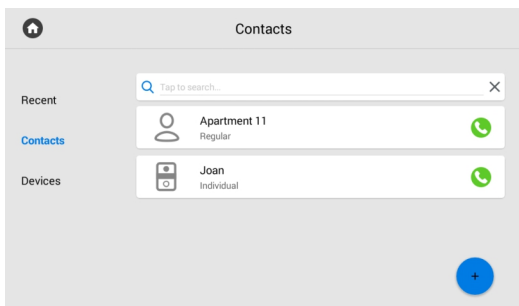 Contacts
Recent
Contacts
Devices
Tap to search...
Apartment 11
Regular
Joan
Individual
+